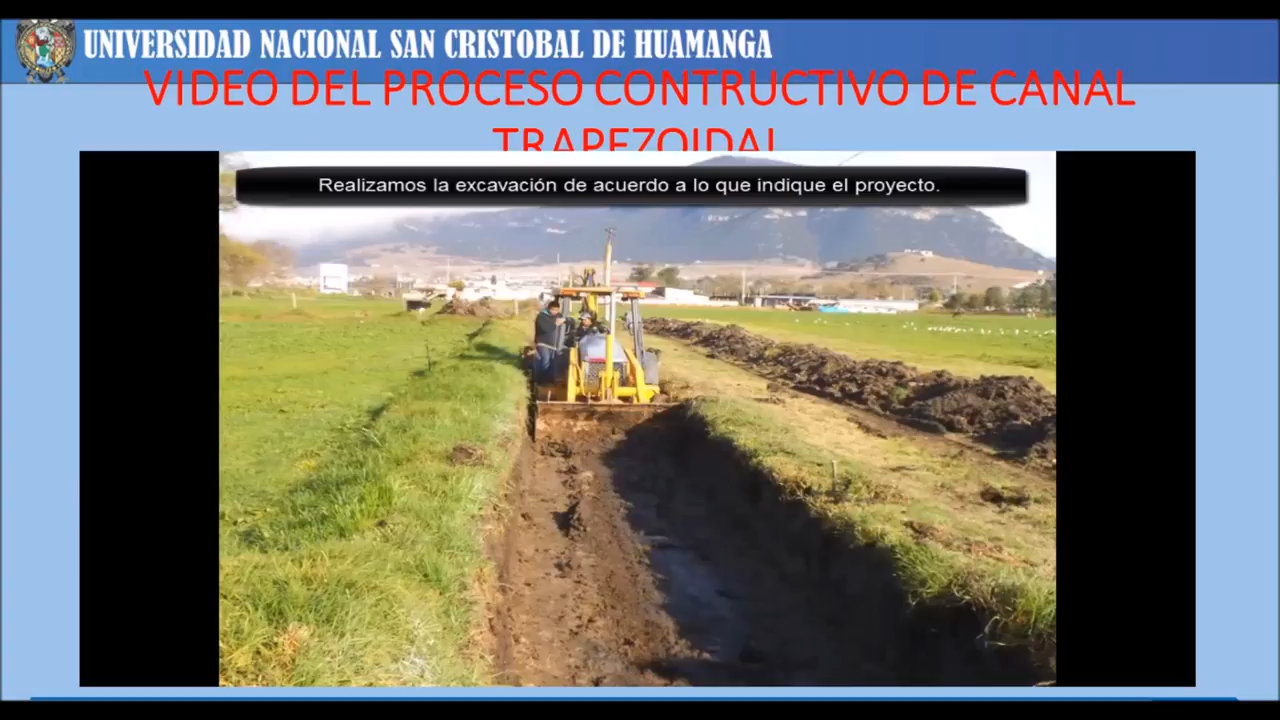 UNIVERSIDAD NACIONAL SAN CRISTOBAL DE HUAMANGA
VIDEO DEL PROCESO CONTRUCTIVO DE CANAL
TRAPEZOIDAL
Realizamos la excavación de acuerdo a lo que indique el proyecto.